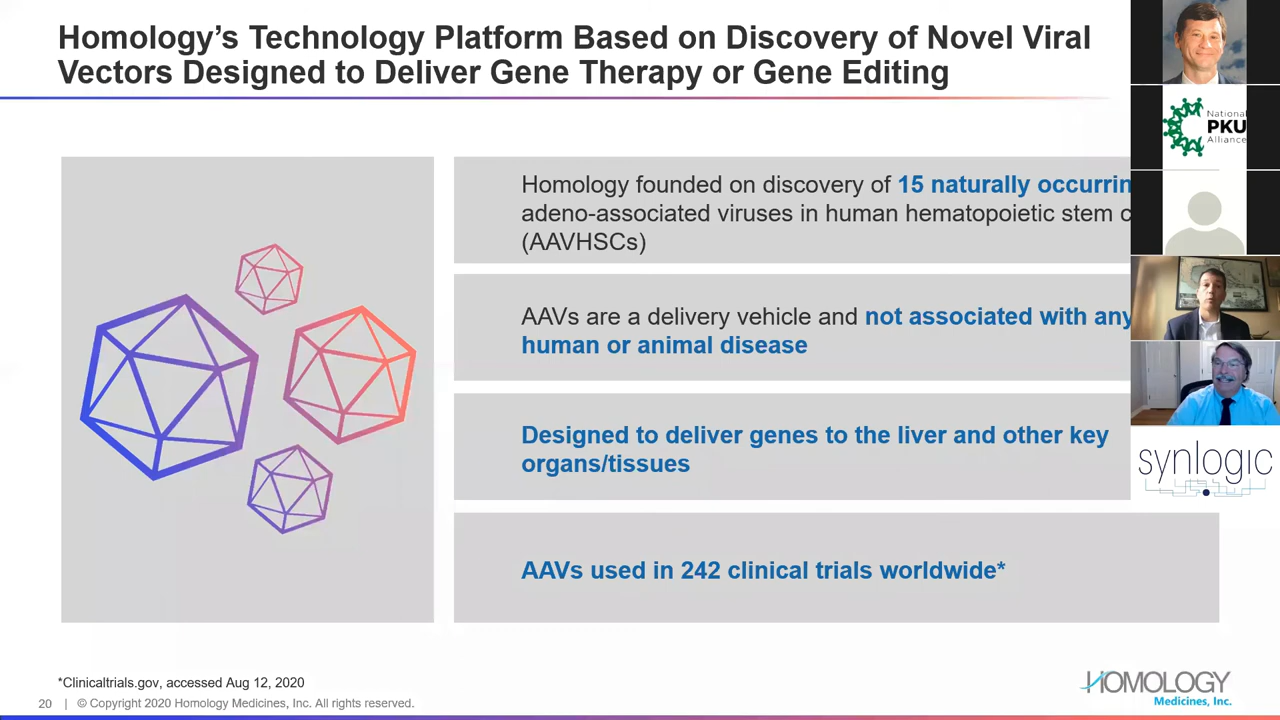 Homology’s Technology Platform Based on Discovery of Novel Viral
Vectors Designed to Deliver Gene Therapy or Gene Editing
Homology founded on discovery of 15 naturally occurrin
adeno-associated viruses in human hematopoietic stem c
(AAVHSCs)
AAVs are a delivery vehicle and not associated with any
human or animal disease
Designed to deliver genes to the liver and other key
organs/tissues
AAVs used in 242 clinical trials worldwide*
National
PKU
Alliance
synlogic
*Clinicaltrials.gov, accessed Aug 12, 2020
20 | © Copyright 2020 Homology Medicines, Inc. All rights reserved.
HOMOLOGY
Medicines, Inc.